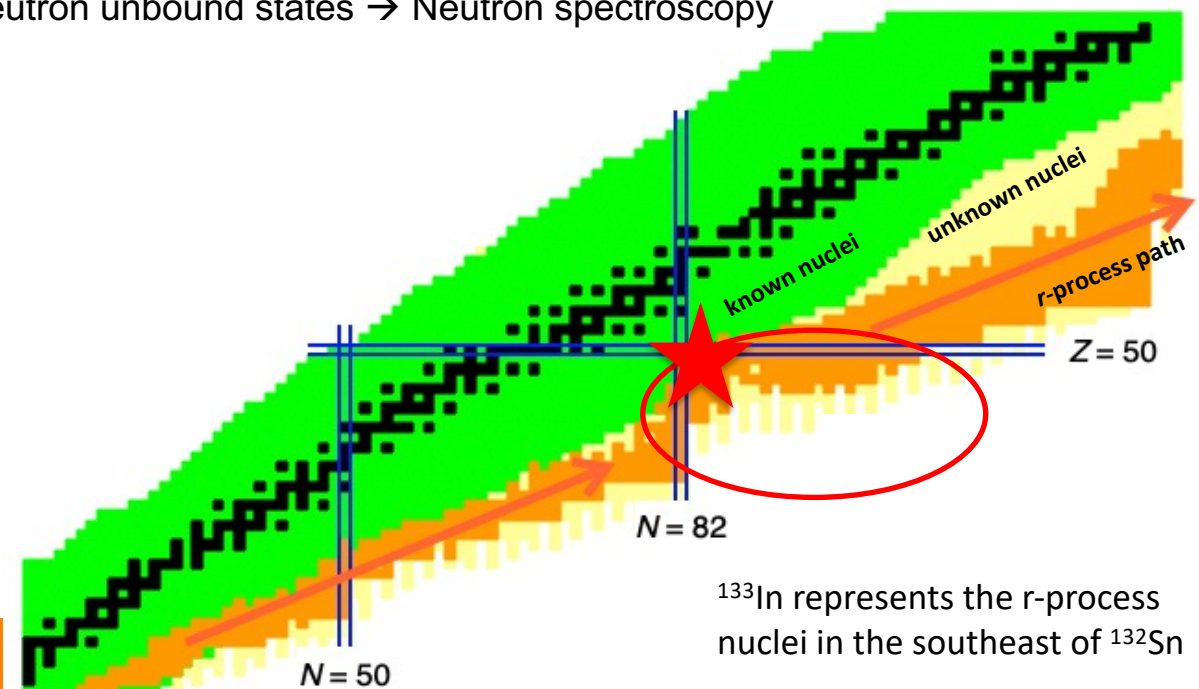 eutron unbound states → Neutron spectroscopy
known nuclei
unknown nuclei
r-process path
Z = 50
N = 82
N = 50
¹³³In represents the r-process
nuclei in the southeast of ¹³²Sn